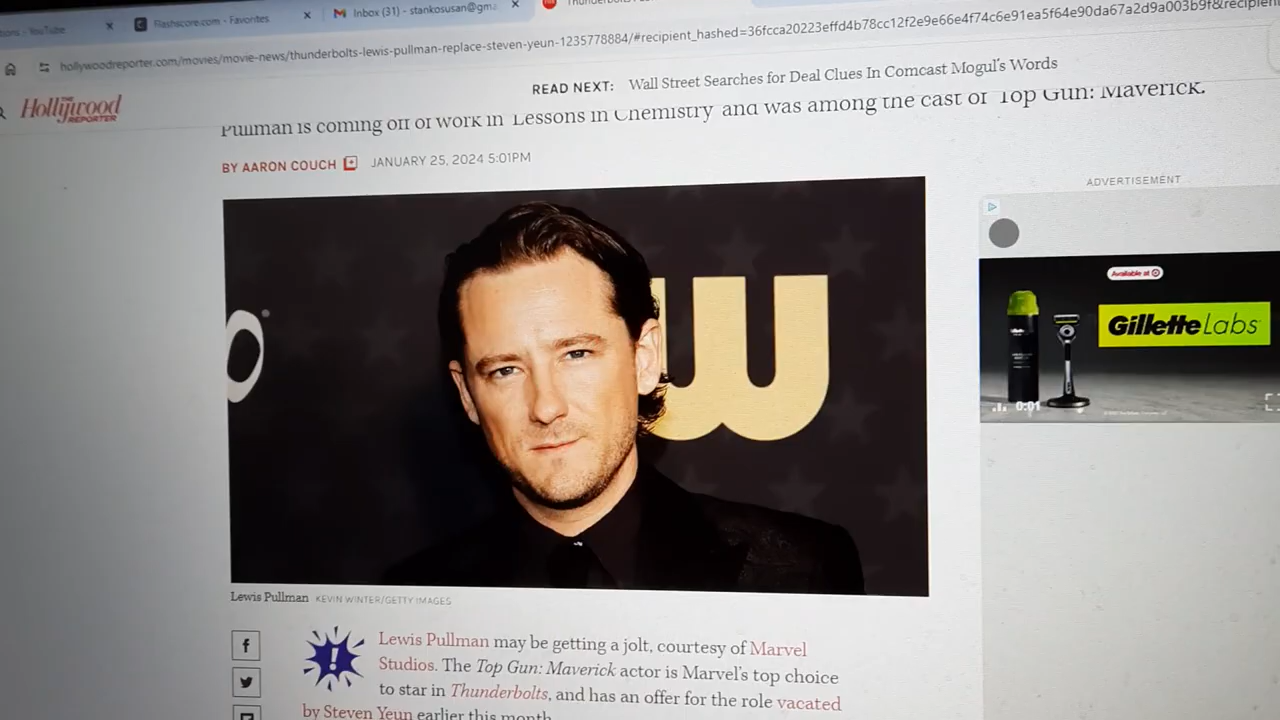 ions - YouTube
Flashscore.com - Favorites
Inbox (31) - stankosusan@gma
hollywoodreporter.com/movies/movie-news/thunderbolts-lewis-pullman-replace-steven-yeun-1235778884/#recipient_hashed=36fcca20223effd4b78cc12f2e9e66e4f74c6e91ea5f64e90da67a2d9a003b9f&recipient
THE
Hollywood
REPORTER
READ NEXT: Wall Street Searches for Deal Clues In Comcast Mogul's Words
Pullman is coming off of work in 'Lessons in Chemistry' and was among the cast of 'Top Gun: Maverick.'
BY AARON COUCH JANUARY 25, 2024 5:01PM
ADVERTISEMENT
W
Available at
Gillette Labs
0:01
Lewis Pullman KEVIN WINTER/GETTY IMAGES
Lewis Pullman may be getting a jolt, courtesy of Marvel
Studios. The Top Gun: Maverick actor is Marvel's top choice
to star in Thunderbolts, and has an offer for the role vacated
by Steven Yeun earlier this month.